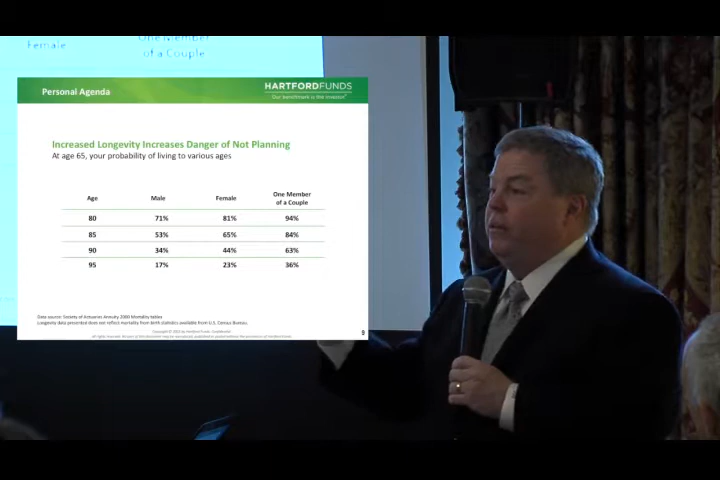 Female
One Member
of a Couple
Personal Agenda
HARTFORDFUNDS
Our benchmark is the investor®
Increased Longevity Increases Danger of Not Planning
At age 65, your probability of living to various ages
Age Male Female One Member of a Couple
80 71% 81% 94%
85 53% 65% 84%
90 34% 44% 63%
95 17% 23% 36%
Data source: Society of Actuaries Annuity 2000 Mortality tables
Longevity data presented does not reflect mortality from birth statistics available from U.S. Census Bureau.
9